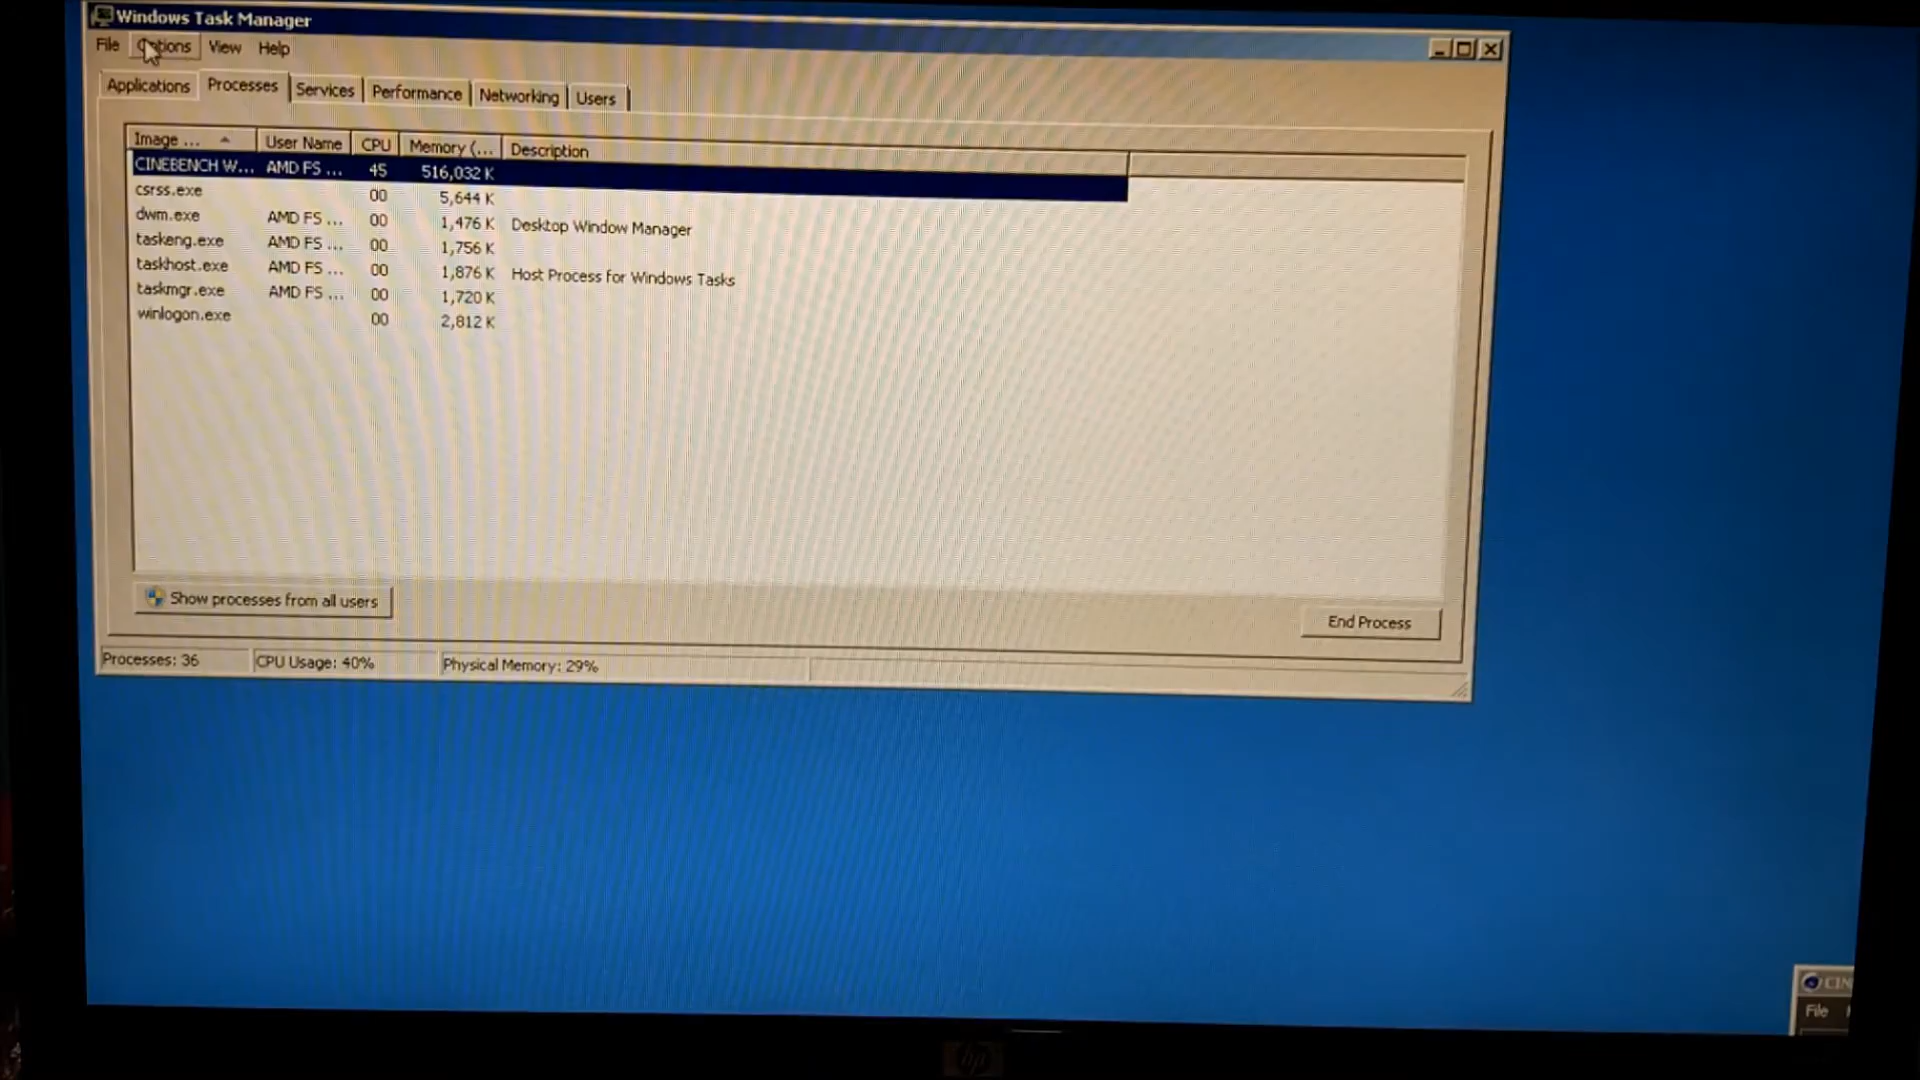 Windows Task Manager
File Options View Help
Applications Processes Services Performance Networking Users
Image ... User Name CPU Memory (... Description
CINEBENCH W... AMD FS ... 45 516,032 K
csrss.exe 00 5,644 K
dwm.exe AMD FS ... 00 1,476 K Desktop Window Manager
taskeng.exe AMD FS ... 00 1,756 K
taskhost.exe AMD FS ... 00 1,876 K Host Process for Windows Tasks
taskmgr.exe AMD FS ... 00 1,720 K
winlogon.exe 00 2,812 K
Show processes from all users
End Process
Processes: 36 CPU Usage: 40% Physical Memory: 29%
CIN
File
hp